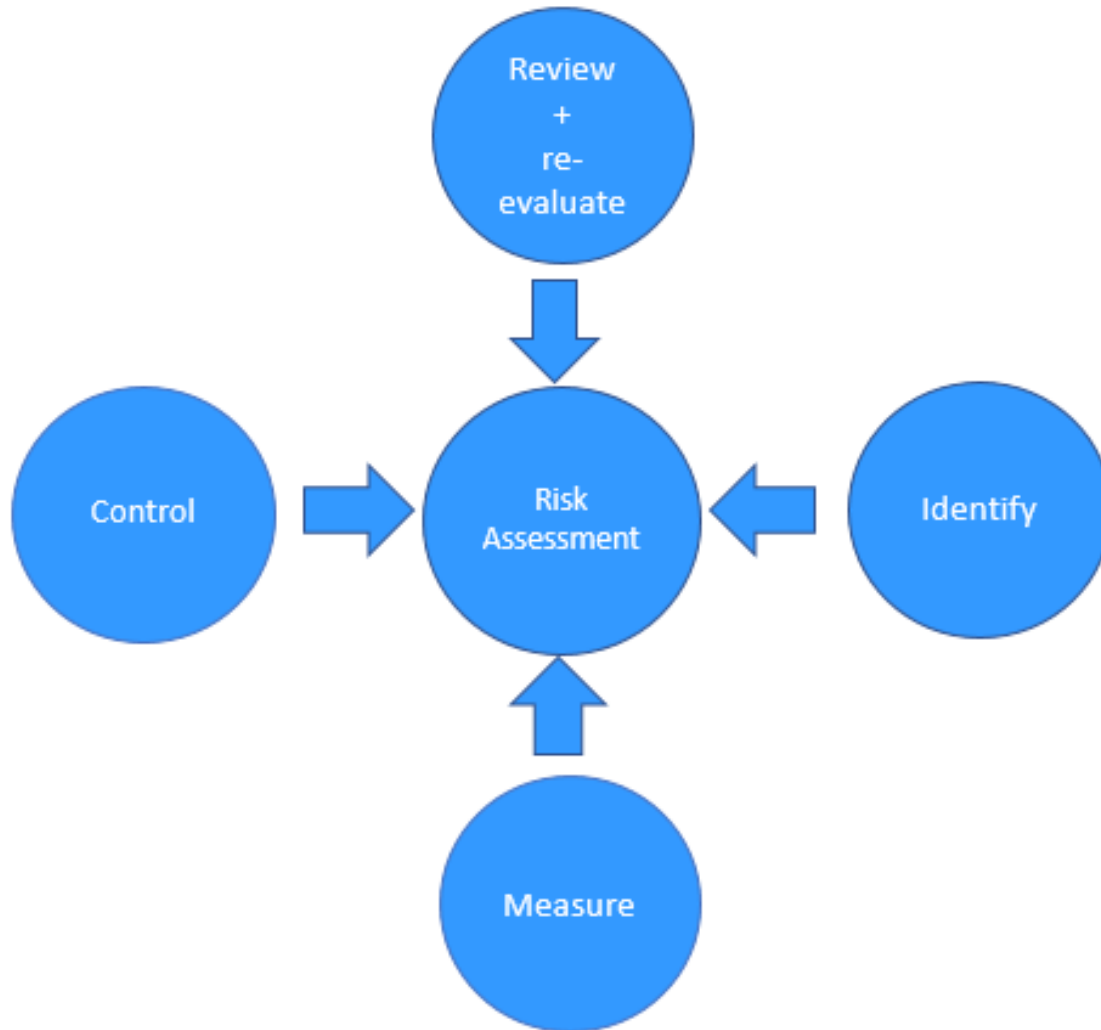 Review
+
re-
evaluate
Control
Risk
Assessment
Identify
Measure